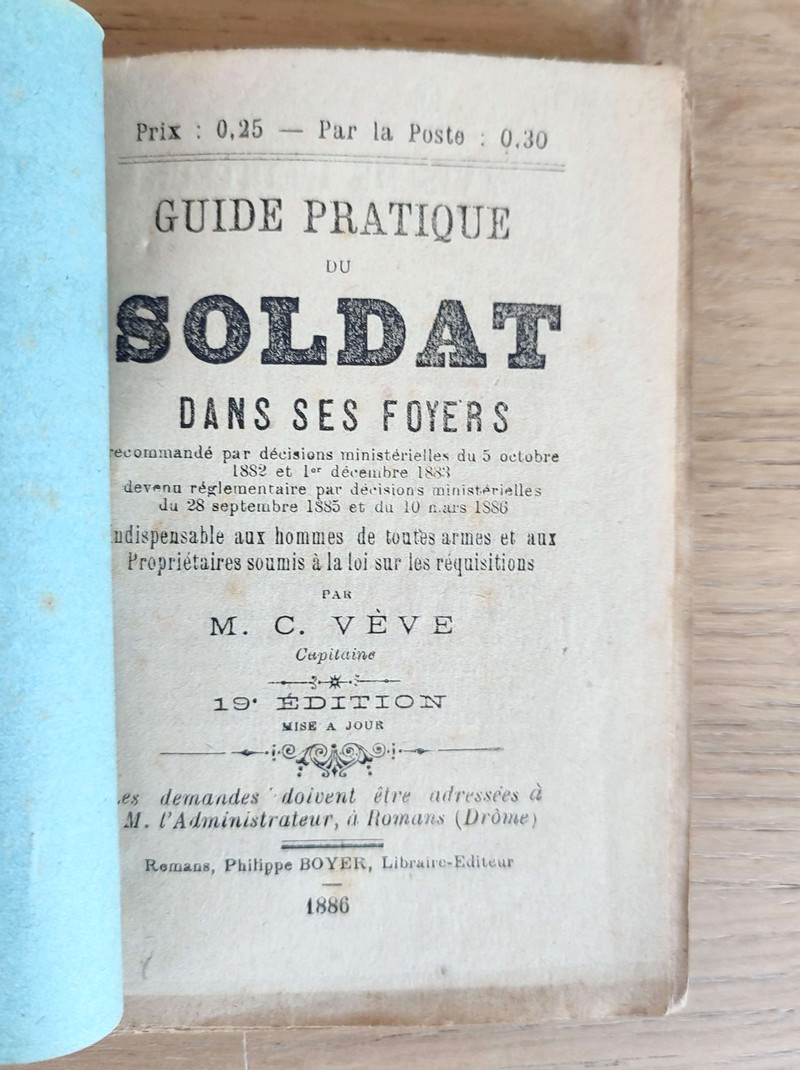 Prix : 0,25 — Par la Poste : 0,30
GUIDE PRATIQUE
DU
SOLDAT
DANS SES FOYERS
recommandé par décisions ministérielles du 5 octobre
1882 et 1er décembre 1883
devenu réglementaire par décisions ministérielles
du 28 septembre 1885 et du 10 mars 1886
indispensable aux hommes de toutes armes et aux
Propriétaires soumis à la loi sur les réquisitions
PAR
M. C. VÈVE
Capitaine
19e ÉDITION
MISE A JOUR
es demandes doivent être adressées à
M. l'Administrateur, à Romans (Drôme)
Romans, Philippe BOYER, Libraire-Editeur
1886